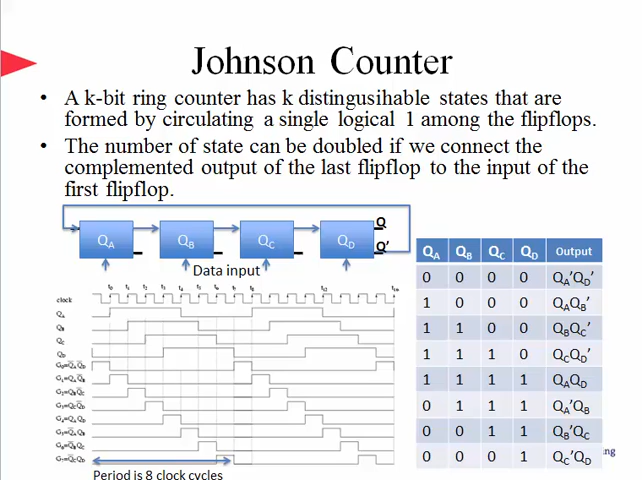 Johnson Counter
• A k-bit ring counter has k distingusihable states that are
formed by circulating a single logical 1 among the flipflops.
• The number of state can be doubled if we connect the
complemented output of the last flipflop to the input of the
first flipflop.
Q
QA QB QC QD
Q'
Data input
QA QB QC QD Output
0 0 0 0 QA'QD'
1 0 0 0 QAQB'
1 1 0 0 QBQC'
1 1 1 0 QCQD'
1 1 1 1 QAQD
0 1 1 1 QA'QB
0 0 1 1 QB'QC
0 0 0 1 QC'QD
clock
QA
QB
QC
QD
Period is 8 clock cycles